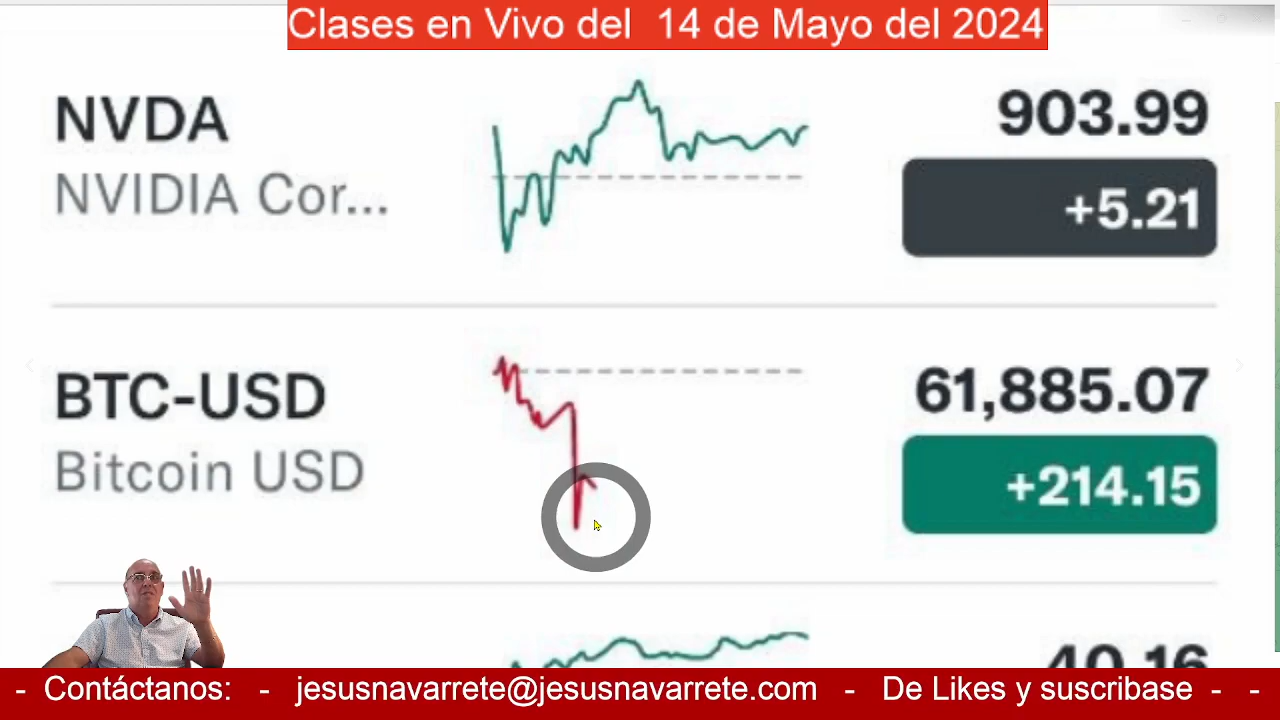 Clases en Vivo del 14 de Mayo del 2024
NVDA
903.99
NVIDIA Cor...
+5.21
BTC-USD
61,885.07
Bitcoin USD
+214.15
40.16
- Contáctanos: - jesusnavarrete@jesusnavarrete.com - De Likes y suscribase - -